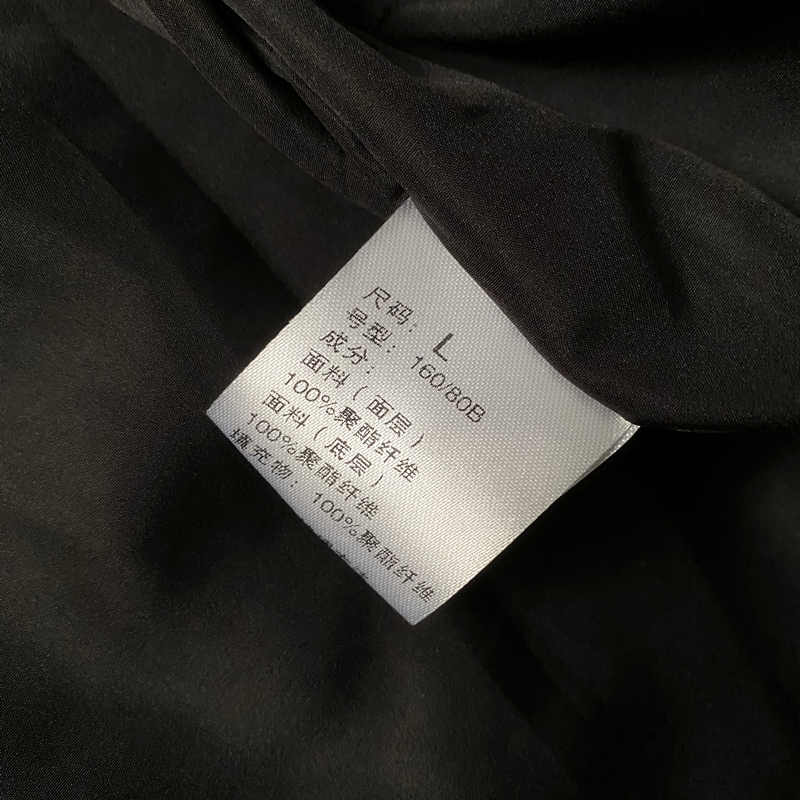 尺码： L
号型：160/80B
成分：
面料（面层）
100%聚酯纤维
面料（底层）
100%聚酯纤维
填充物：100%聚酯纤维